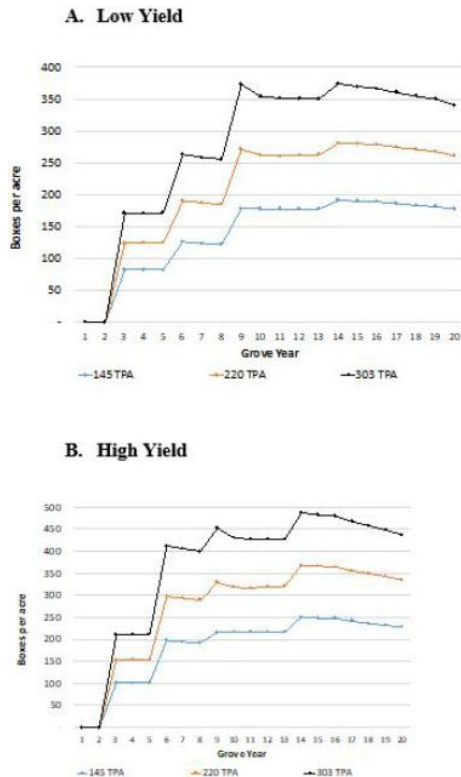 A. Low Yield
400
350
300
250
200
150
100
50
-
Boxes per acre
1 2 3 4 5 6 7 8 9 10 11 12 13 14 15 16 17 18 19 20
Grove Year
145 TPA 220 TPA 303 TPA
B. High Yield
500
450
400
350
300
250
200
150
100
50
-
Boxes per acre
1 2 3 4 5 6 7 8 9 10 11 12 13 14 15 16 17 18 19 20
Grove Year
145 TPA 220 TPA 303 TPA